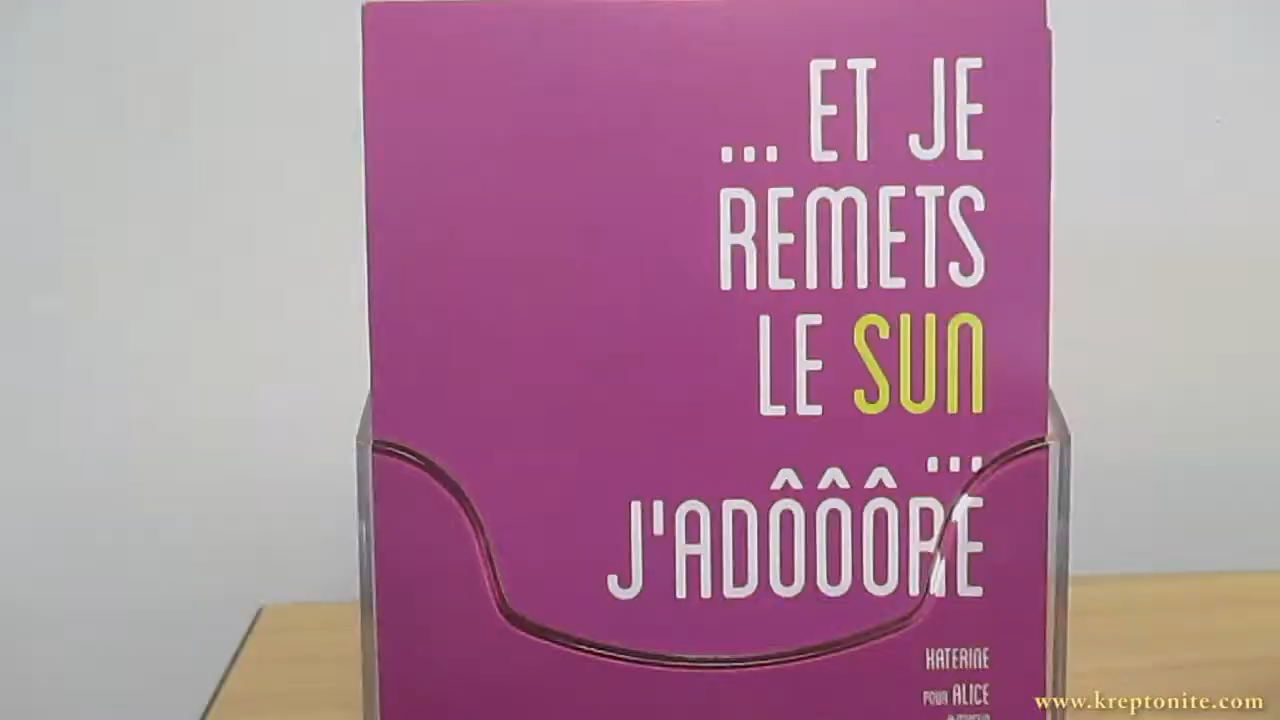 ... ET JE
REMETS
LE SUN
...
J'ADÔÔÔRE
KATERINE
POUR ALICE
www.kreptonite.com